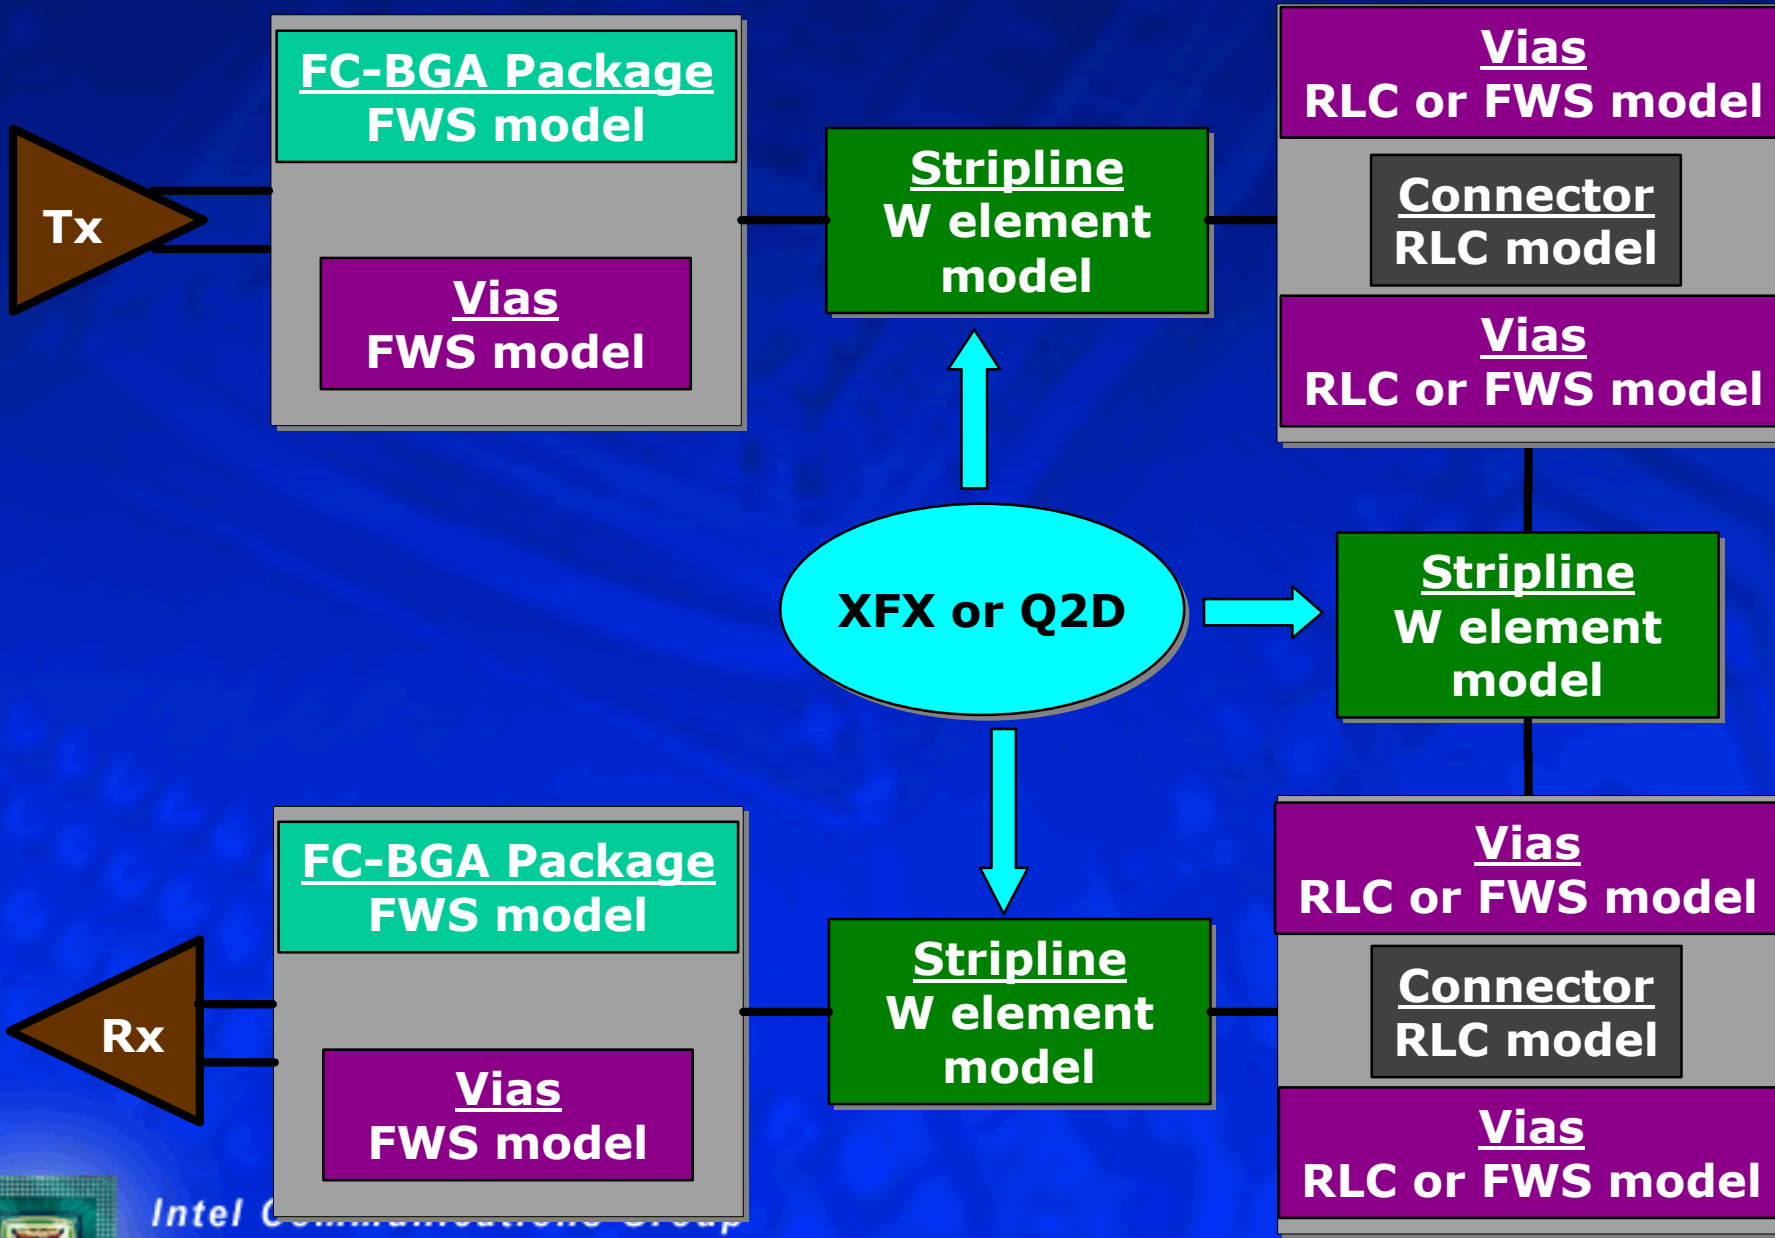 FC-BGA Package
FWS model
Tx
Vias
FWS model
Stripline
W element
model
Vias
RLC or FWS model
Connector
RLC model
Vias
RLC or FWS model
XFX or Q2D
Stripline
W element
model
FC-BGA Package
FWS model
Rx
Vias
FWS model
Stripline
W element
model
Vias
RLC or FWS model
Connector
RLC model
Vias
RLC or FWS model
Intel Communications Group